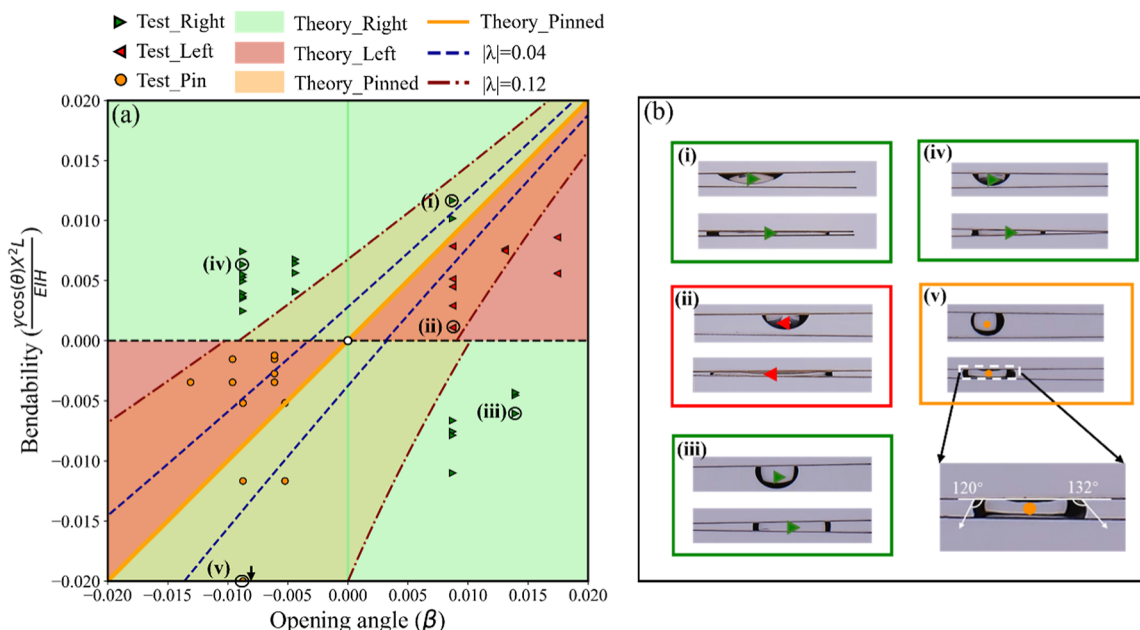 Test_Right Theory_Right Theory_Pinned
Test_Left Theory_Left |λ|=0.04
Test_Pin Theory_Pinned |λ|=0.12
(a)
Bendability (γcos(θ)X²L/EIH)
0.020
0.015
0.010
0.005
0.000
−0.005
−0.010
−0.015
−0.020
(i)
(iv)
(ii)
(iii)
(v)
−0.020 −0.015 −0.010 −0.005 0.000 0.005 0.010 0.015 0.020
Opening angle (β)
(b)
(i)
(iv)
(ii)
(v)
(iii)
120° 132°